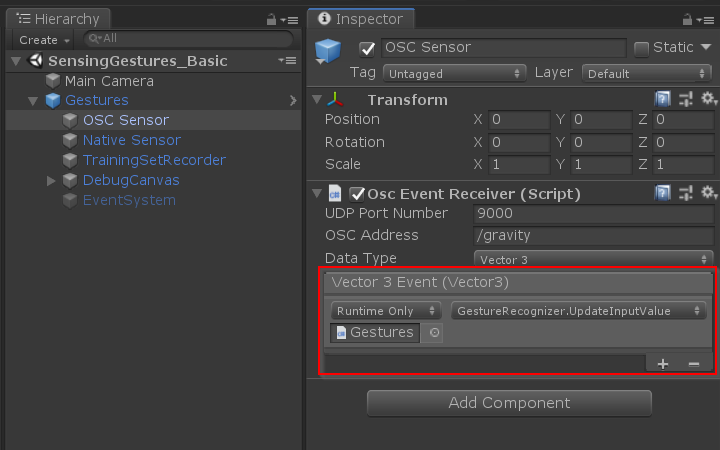 Hierarchy
Create
All
SensingGestures_Basic
Main Camera
Gestures
OSC Sensor
Native Sensor
TrainingSetRecorder
DebugCanvas
EventSystem
Inspector
OSC Sensor Static
Tag Untagged Layer Default
Transform
Position X 0 Y 0 Z 0
Rotation X 0 Y 0 Z 0
Scale X 1 Y 1 Z 1
C# Osc Event Receiver (Script)
UDP Port Number 9000
OSC Address /gravity
Data Type Vector 3
Vector 3 Event (Vector3)
Runtime Only GestureRecognizer.UpdateInputValue
C# Gestures
+ −
Add Component